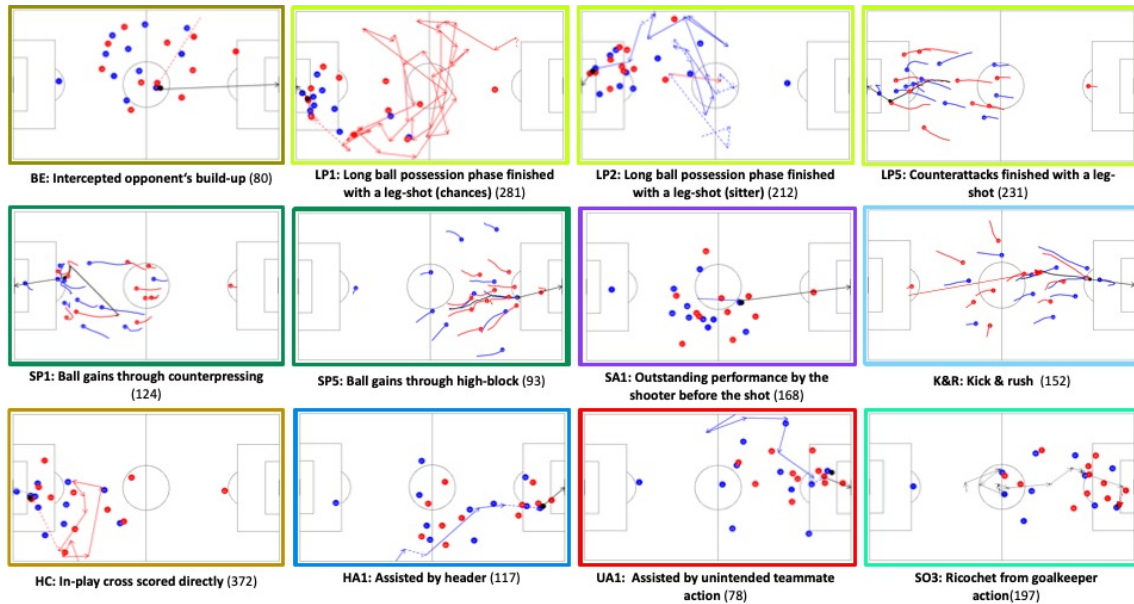 BE: Intercepted opponent's build-up (80)
LP1: Long ball possession phase finished
with a leg-shot (chances) (281)
LP2: Long ball possession phase finished
with a leg-shot (sitter) (212)
LP5: Counterattacks finished with a leg-
shot (231)
SP1: Ball gains through counterpressing
(124)
SP5: Ball gains through high-block (93)
SA1: Outstanding performance by the
shooter before the shot (168)
K&R: Kick & rush (152)
HC: In-play cross scored directly (372)
HA1: Assisted by header (117)
UA1: Assisted by unintended teammate
action (78)
SO3: Ricochet from goalkeeper
action(197)